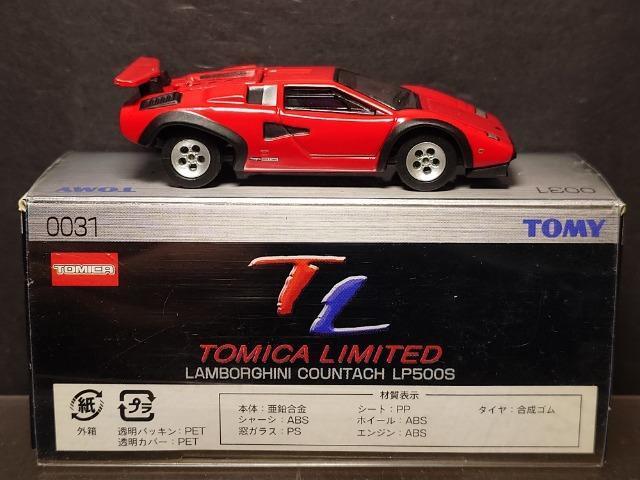 TOMY
0031
0031
TOMY
TOMICA
TL
TOMICA LIMITED
LAMBORGHINI COUNTACH LP500S
紙
外箱
プラ
透明パッキン:PET
透明カバー:PET
材質表示
本体:亜鉛合金 シート:PP タイヤ:合成ゴム
シャーシ:ABS ホイール:ABS
窓ガラス:PS エンジン:ABS